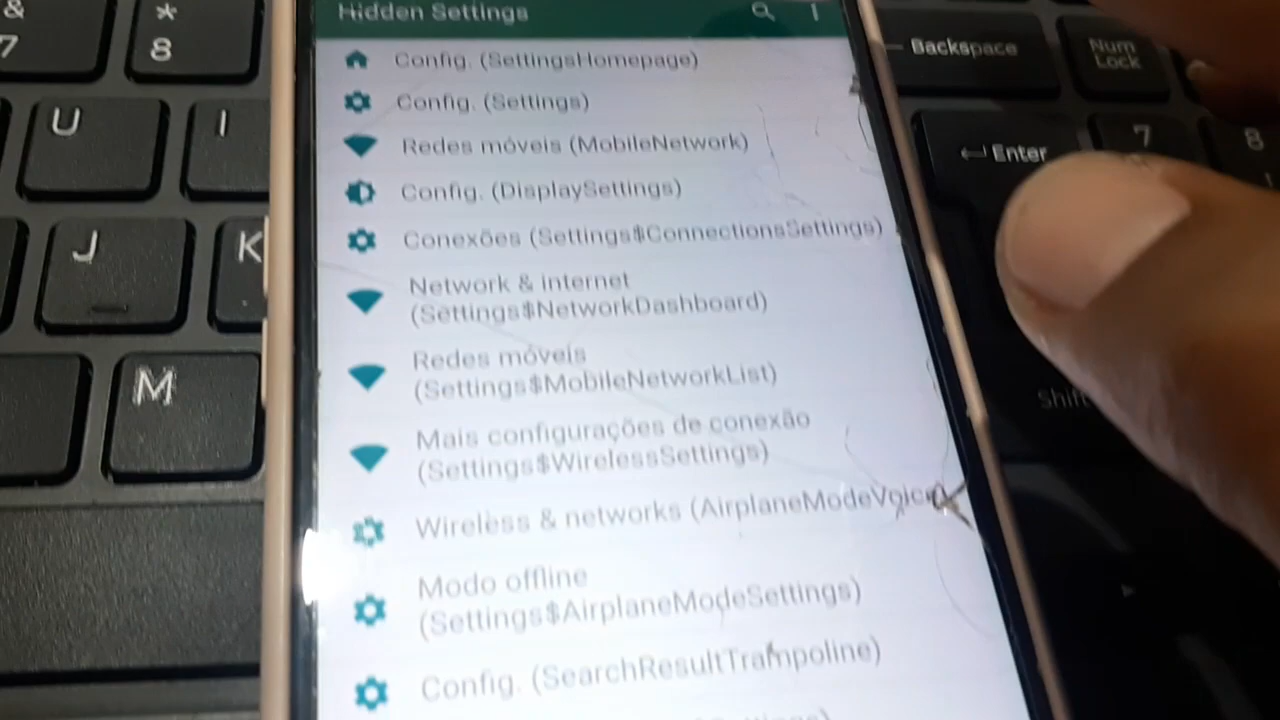 Hidden Settings
Config. (SettingsHomepage)
Config. (Settings)
Redes móveis (MobileNetwork)
Config. (DisplaySettings)
Conexões (Settings$ConnectionsSettings)
Network & internet
(Settings$NetworkDashboard)
Redes móveis
(Settings$MobileNetworkList)
Mais configurações de conexão
(Settings$WirelessSettings)
Wireless & networks (AirplaneModeVoice
Modo offline
(Settings$AirplaneModeSettings)
Config. (SearchResultTrampoline)
&
7
*
8
U
I
J
K
M
Backspace
Num
Lock
Enter
7
8
Shift